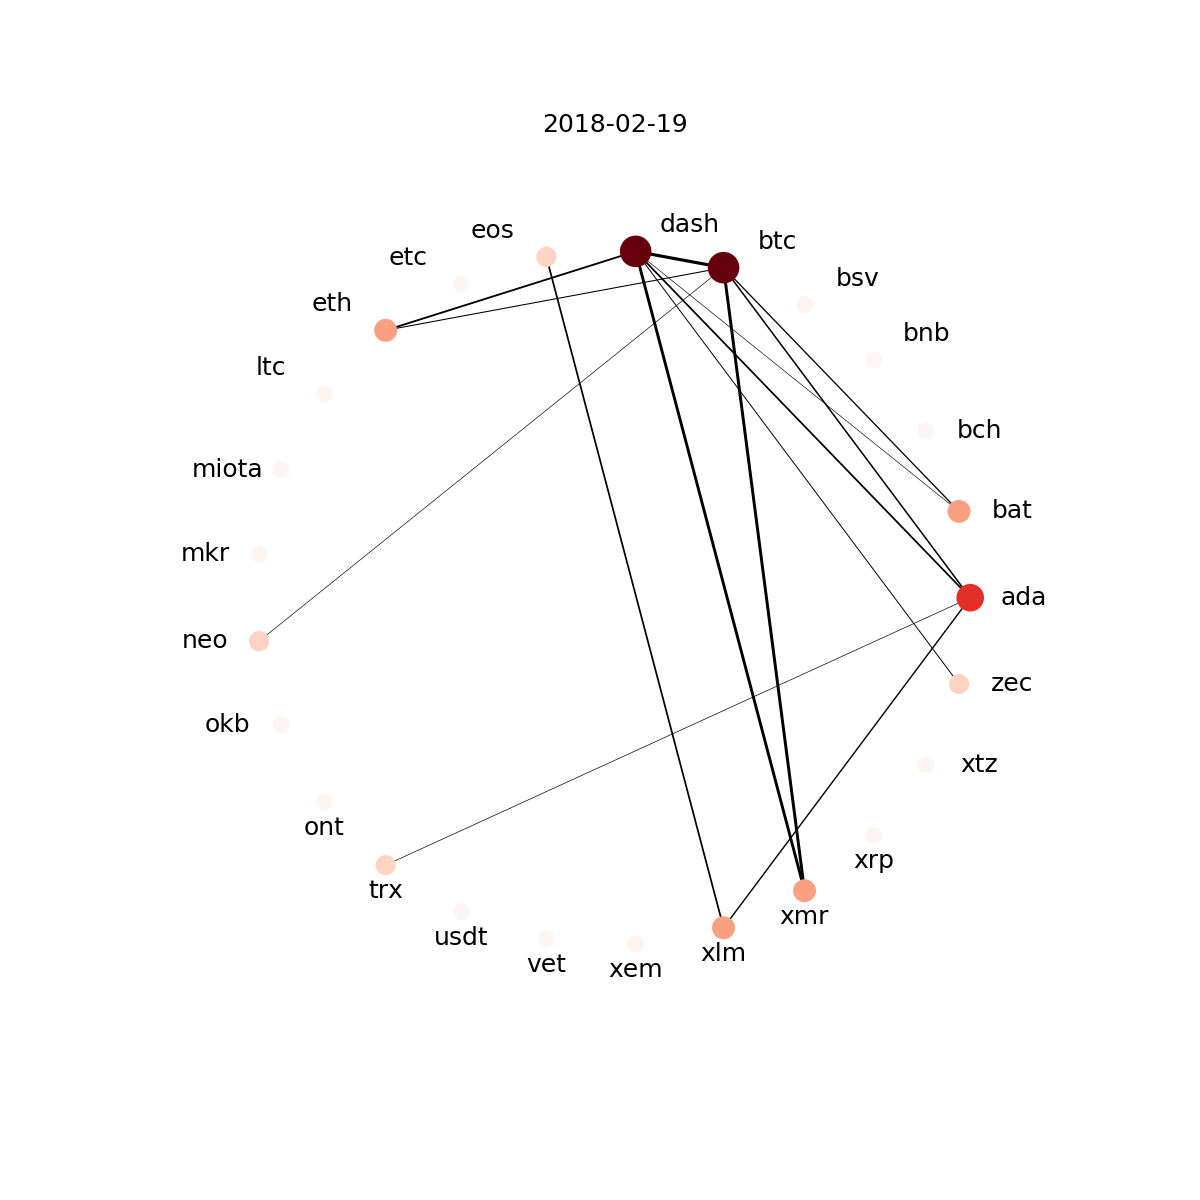 2018-02-19
dash
eos
btc
etc
bsv
eth
bnb
ltc
bch
miota
bat
mkr
ada
neo
zec
okb
xtz
ont
xrp
trx
xmr
usdt
xlm
vet
xem